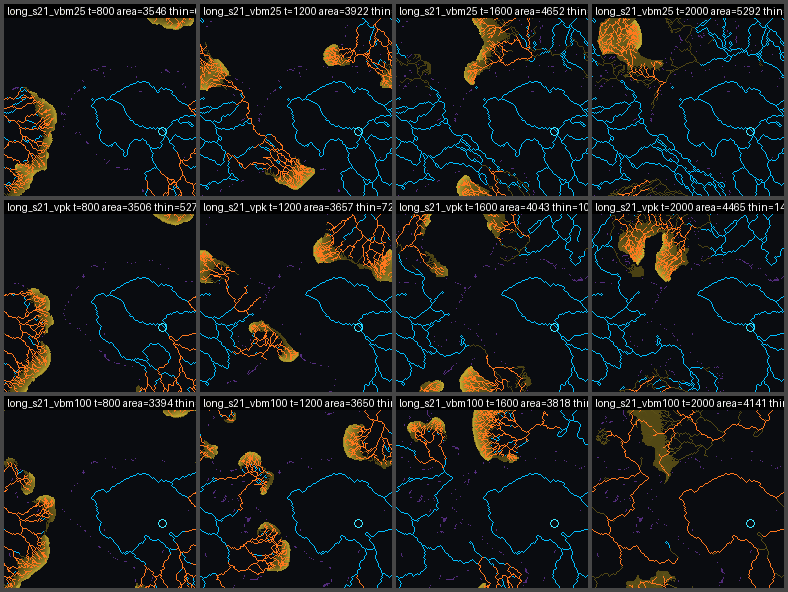 long_s21_vbm25 t=800 area=3546 thin=
long_s21_vbm25 t=1200 area=3922 thin
long_s21_vbm25 t=1600 area=4652 thin
long_s21_vbm25 t=2000 area=5292 thin
long_s21_vpk t=800 area=3506 thin=527
long_s21_vpk t=1200 area=3657 thin=72
long_s21_vpk t=1600 area=4043 thin=10
long_s21_vpk t=2000 area=4465 thin=14
long_s21_vbm100 t=800 area=3394 thin
long_s21_vbm100 t=1200 area=3650 thi
long_s21_vbm100 t=1600 area=3818 thi
long_s21_vbm100 t=2000 area=4141 thi